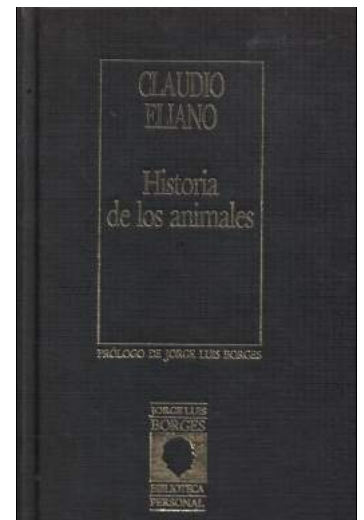 CLAUDIO
ELIANO
Historia
de los animales
PRÓLOGO DE JORGE LUIS BORGES
JORGE LUIS
BORGES
BIBLIOTECA
PERSONAL